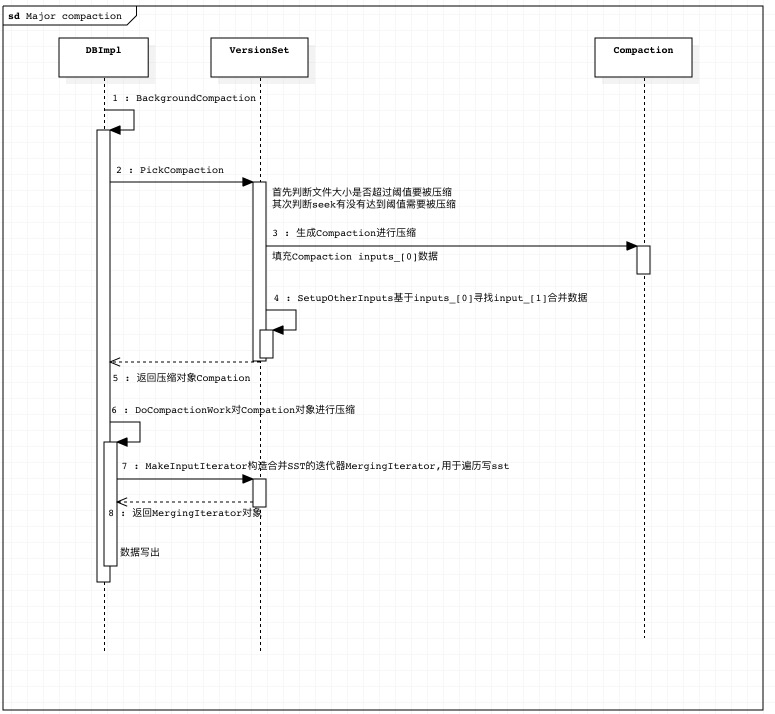 sd Major compaction
DBImpl
VersionSet
Compaction
1 : BackgroundCompaction
2 : PickCompaction
首先判断文件大小是否超过阈值要被压缩
其次判断seek有没有达到阈值需要被压缩
3 : 生成Compaction进行压缩
填充Compaction inputs_[0]数据
4 : SetupOtherInputs基于inputs_[0]寻找input_[1]合并数据
5 : 返回压缩对象Compation
6 : DoCompactionWork对Compation对象进行压缩
7 : MakeInputIterator构造合并SST的迭代器MergingIterator,用于遍历写sst
8 : 返回MergingIterator对象
数据写出